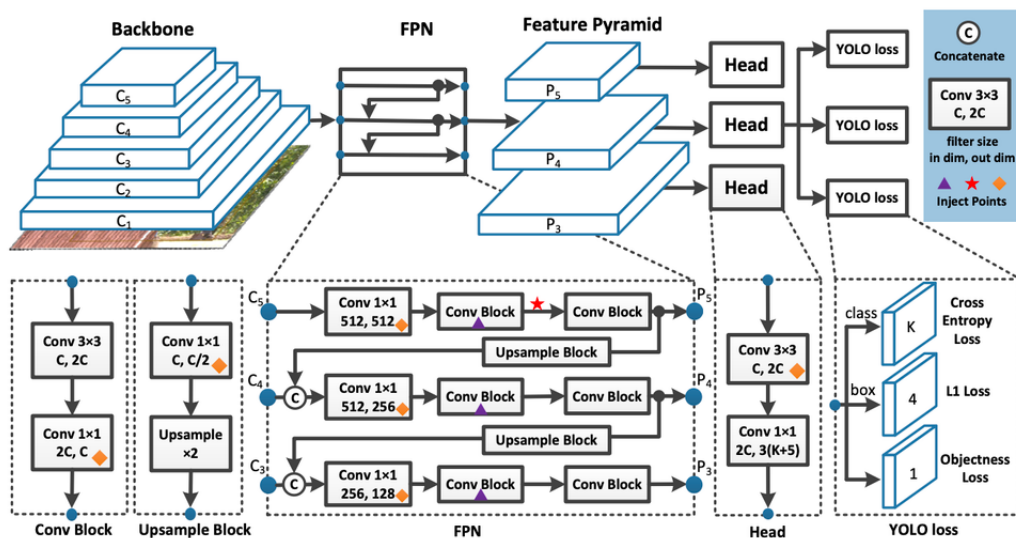 Backbone
FPN
Feature Pyramid
C5
C4
C3
C2
C1
P5
P4
P3
Head
Head
Head
YOLO loss
YOLO loss
YOLO loss
C
Concatenate
Conv 3×3
C, 2C
filter size
in dim, out dim
Inject Points
Conv 3×3
C, 2C
Conv 1×1
2C, C
Conv Block
Conv 1×1
C, C/2
Upsample
×2
Upsample Block
C5
Conv 1×1
512, 512
Conv Block
Conv Block
P5
Upsample Block
C4
C
Conv 1×1
512, 256
Conv Block
Conv Block
P4
Upsample Block
C3
C
Conv 1×1
256, 128
Conv Block
Conv Block
P3
FPN
Conv 3×3
C, 2C
Conv 1×1
2C, 3(K+5)
Head
class
K
Cross
Entropy
Loss
box
4
L1 Loss
1
Objectness
Loss
YOLO loss